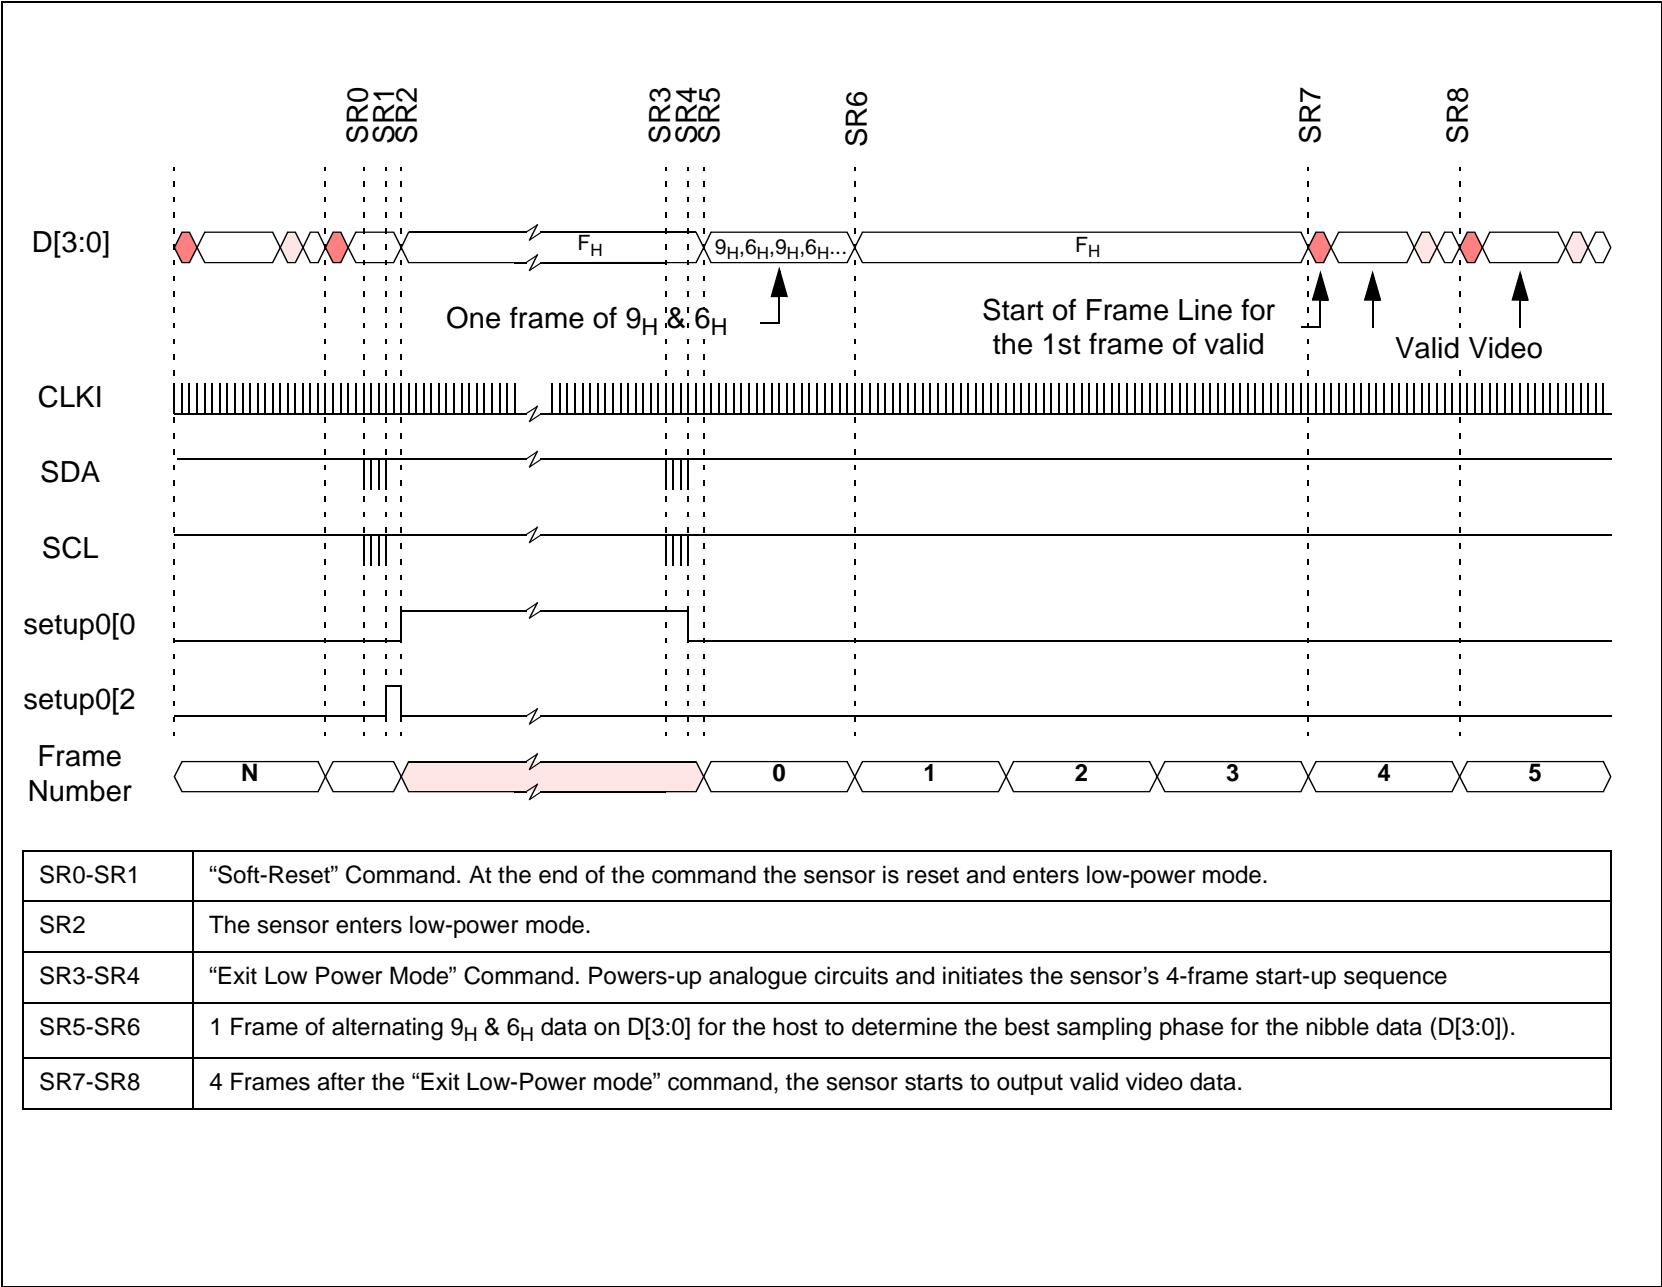 SR0 SR1 SR2 SR3 SR4 SR5 SR6 SR7 SR8
D[3:0]
FH
9H,6H,9H,6H...
FH
One frame of 9H & 6H
Start of Frame Line for
the 1st frame of valid
Valid Video
CLKI
SDA
SCL
setup0[0
setup0[2
Frame
Number
N 0 1 2 3 4 5
SR0-SR1 “Soft-Reset” Command. At the end of the command the sensor is reset and enters low-power mode.
SR2 The sensor enters low-power mode.
SR3-SR4 “Exit Low Power Mode” Command. Powers-up analogue circuits and initiates the sensor’s 4-frame start-up sequence
SR5-SR6 1 Frame of alternating 9H & 6H data on D[3:0] for the host to determine the best sampling phase for the nibble data (D[3:0]).
SR7-SR8 4 Frames after the “Exit Low-Power mode” command, the sensor starts to output valid video data.